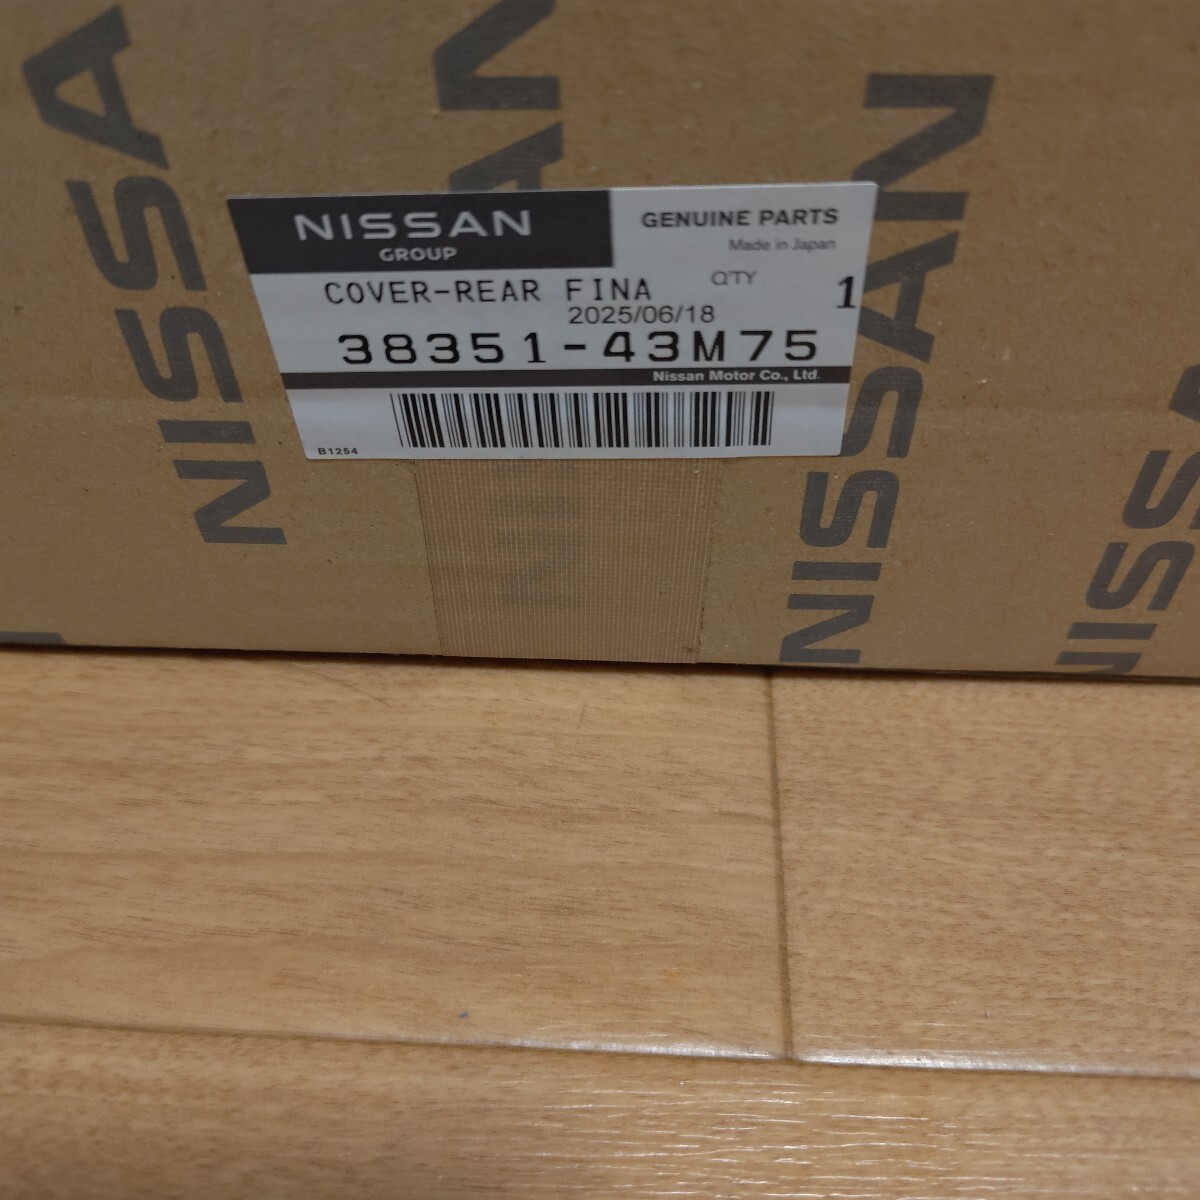 NISSAN
NISSAN
NISSAN
NISSAN
GROUP
GENUINE PARTS
Made in Japan
COVER-REAR FINA
Q'TY
1
2025/06/18
38351-43M75
Nissan Motor Co., Ltd.
B1254